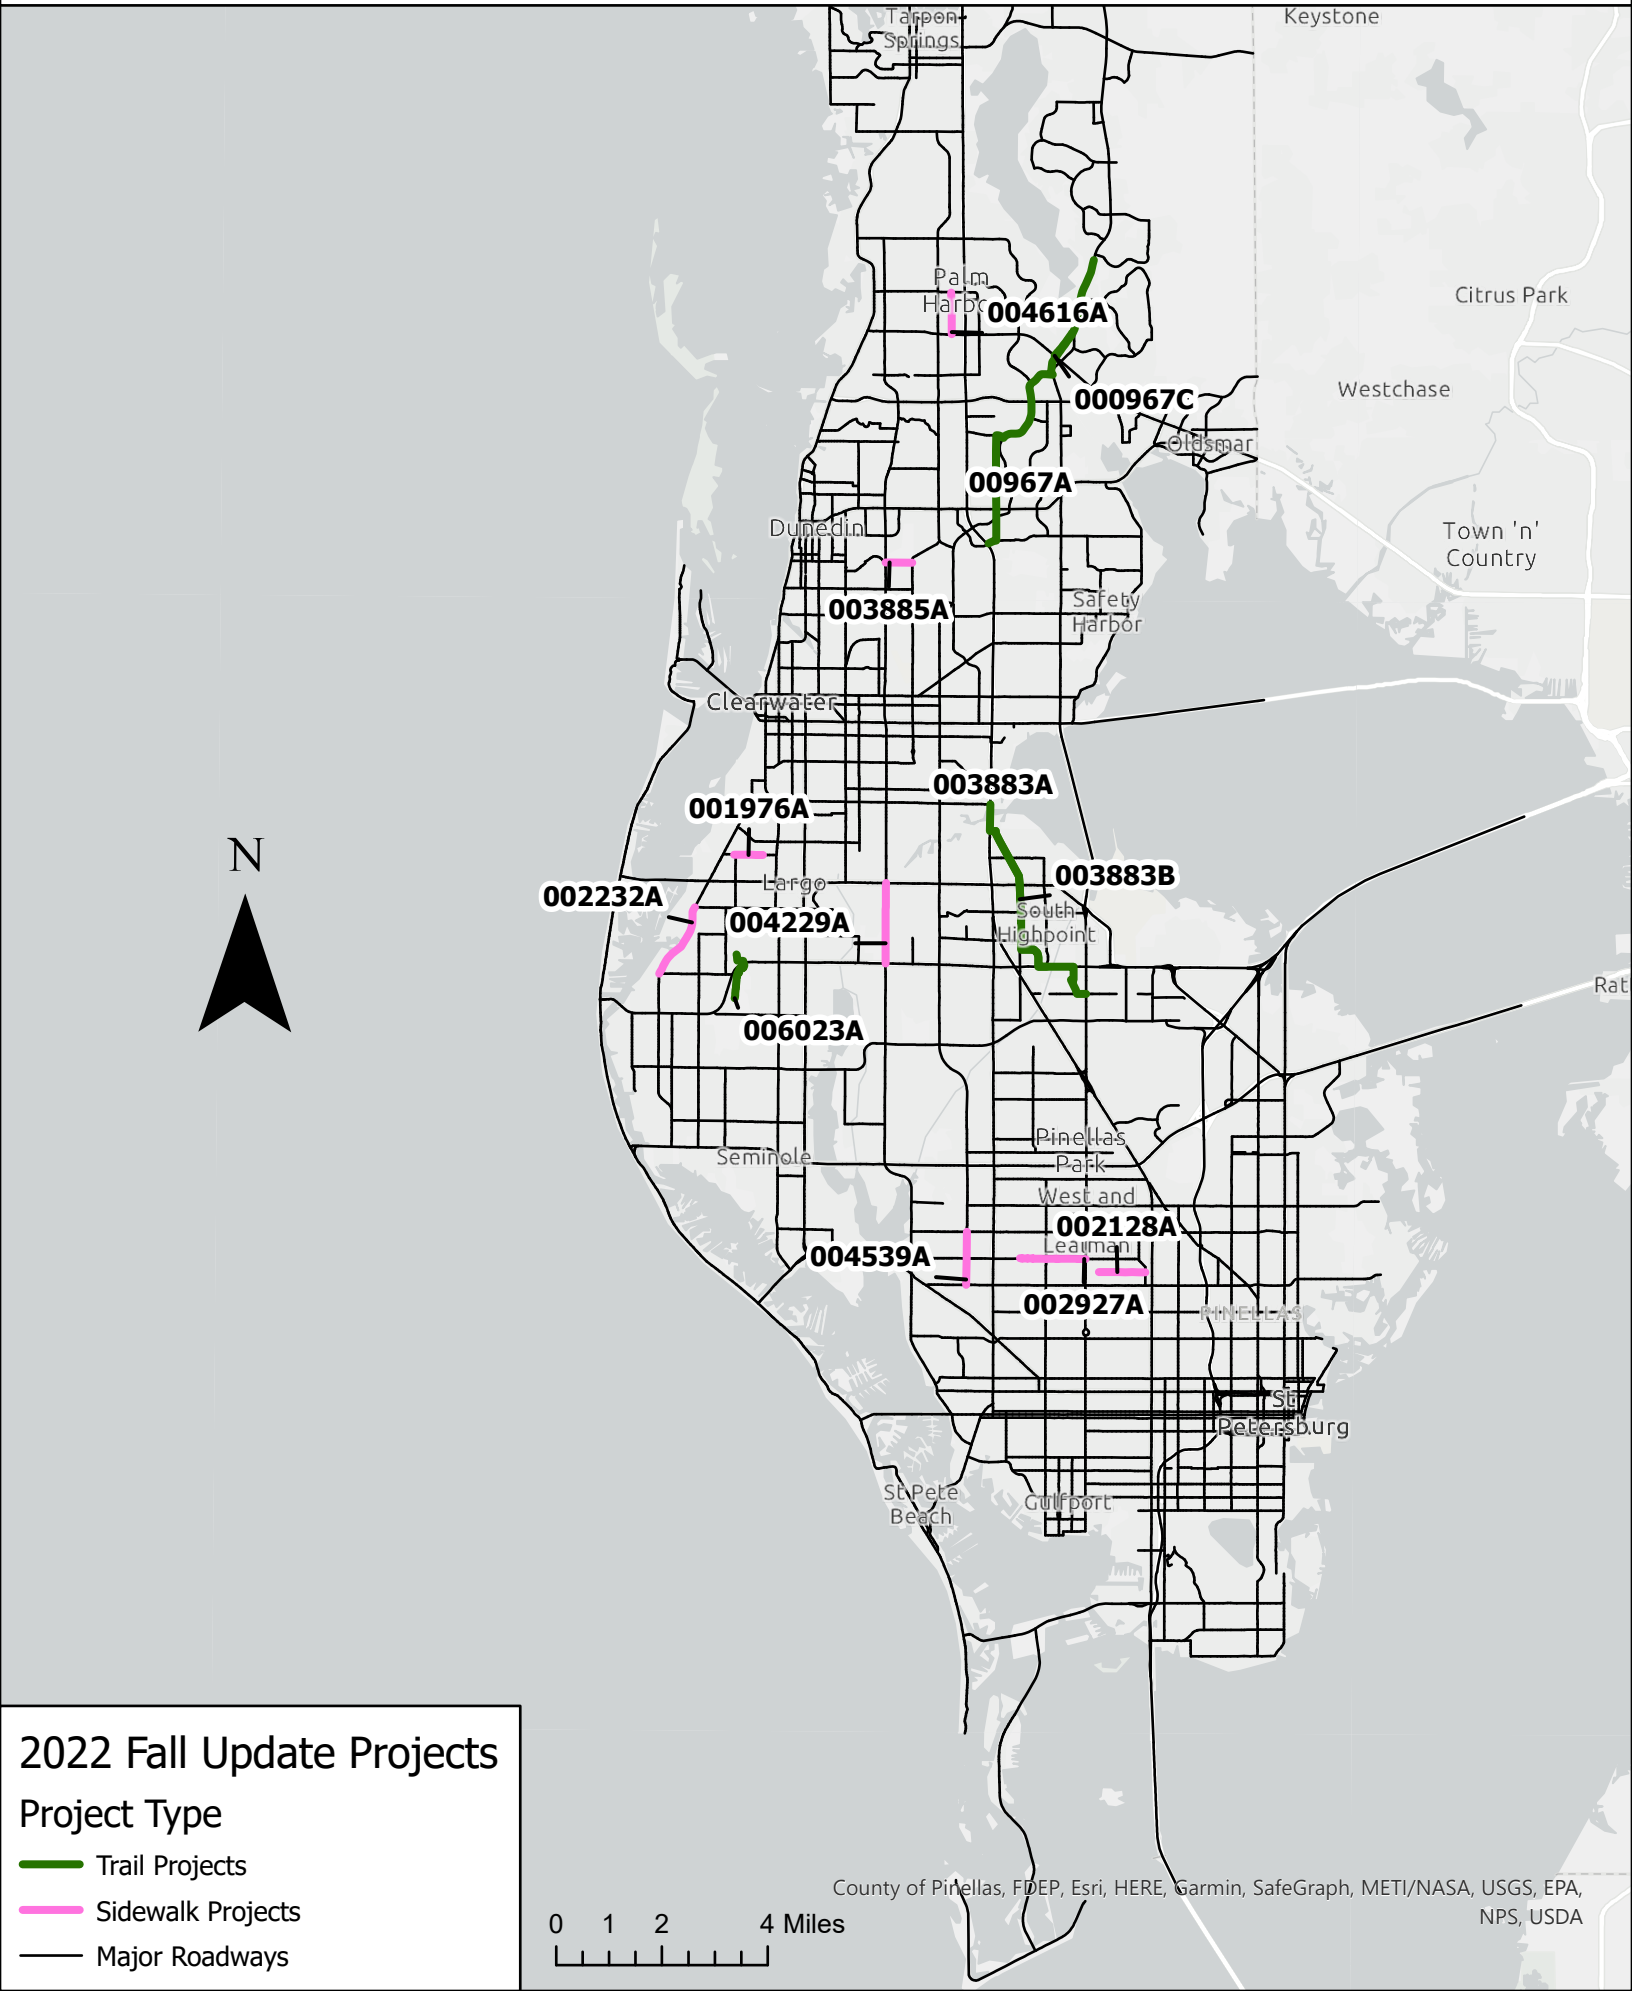 Tarpon
Springs
Keystone
Palm
Harbo
004616A
Citrus Park
000967C
Westchase
Oldsmar
00967A
Dunedin
Town 'n'
Country
003885A
Safety
Harbor
Clearwater
003883A
001976A
N
003883B
Largo
002232A
004229A
South
Highpoint
Rat
006023A
Pinellas
Park
Seminole
West and
002128A
Lealman
004539A
002927A
PINELLAS
St
Petersburg
St Pete
Beach
Gulfport
2022 Fall Update Projects
Project Type
Trail Projects
Sidewalk Projects
Major Roadways
0 1 2 4 Miles
County of Pinellas, FDEP, Esri, HERE, Garmin, SafeGraph, METI/NASA, USGS, EPA,
NPS, USDA